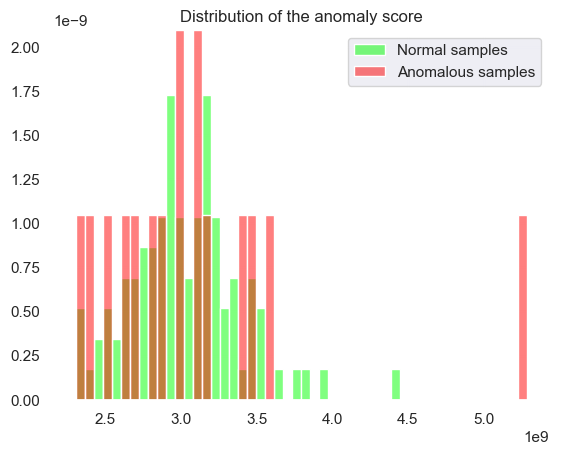 Distribution of the anomaly score
1e−9
Normal samples
Anomalous samples
2.00
1.75
1.50
1.25
1.00
0.75
0.50
0.25
0.00
2.5 3.0 3.5 4.0 4.5 5.0
1e9